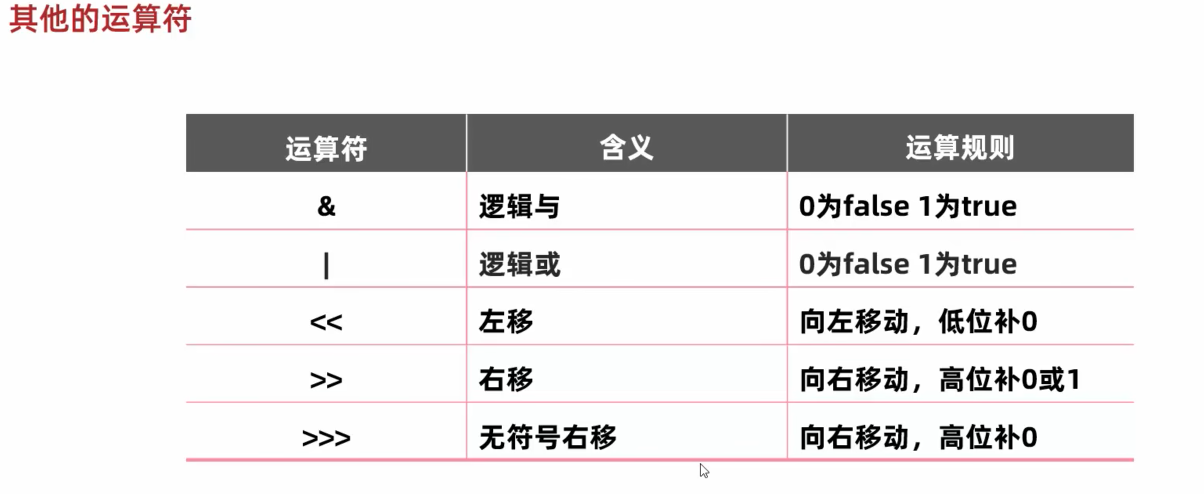 其他的运算符
运算符 含义 运算规则
& 逻辑与 0为false 1为true
| 逻辑或 0为false 1为true
<< 左移 向左移动，低位补0
>> 右移 向右移动，高位补0或1
>>> 无符号右移 向右移动，高位补0